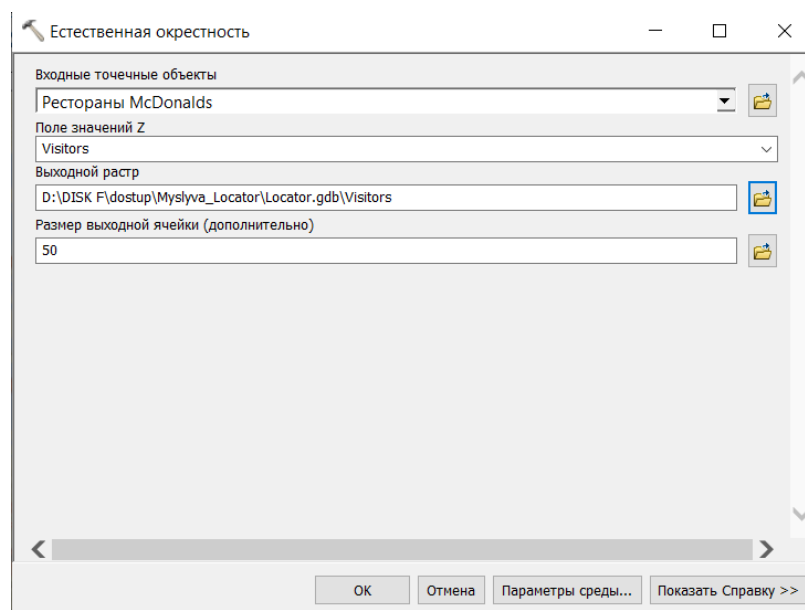 Естественная окрестность
Входные точечные объекты
Рестораны McDonalds
Поле значений Z
Visitors
Выходной растр
D:\DISK F\dostup\Myslyva_Locator\Locator.gdb\Visitors
Размер выходной ячейки (дополнительно)
50
OK
Отмена
Параметры среды...
Показать Справку >>